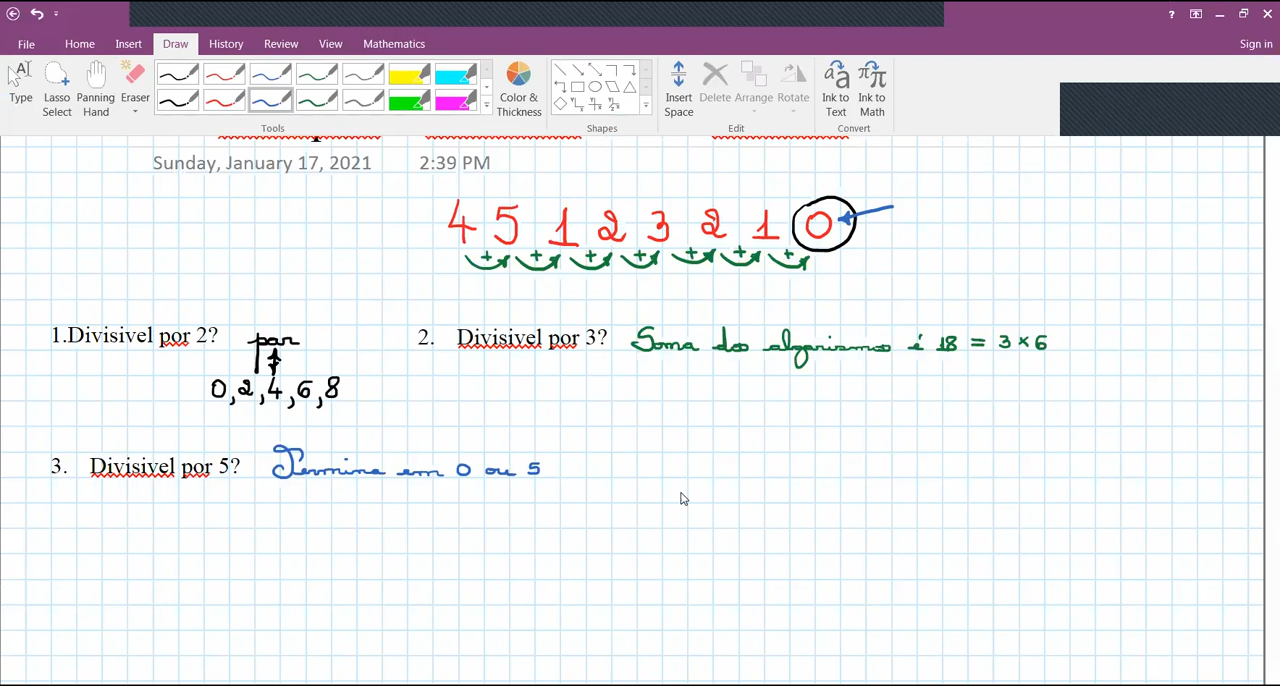 File Home Insert Draw History Review View Mathematics Sign in
Type Lasso Select Panning Hand Eraser Color & Thickness Insert Space Delete Arrange Rotate Ink to Text Ink to Math
Tools Shapes Edit Convert
Sunday, January 17, 2021 2:39 PM
4 5 1 2 3 2 1 0
+ + + + + + +
1.Divisivel por 2? par 2. Divisivel por 3? Soma dos algarismos é 18 = 3 × 6
0, 2, 4, 6, 8
3. Divisivel por 5? Termina em 0 ou 5